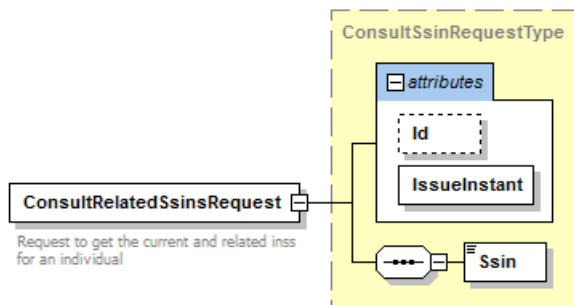 ConsultSsinRequestType
attributes
Id
IssueInstant
ConsultRelatedSsinsRequest
Request to get the current and related inss
for an individual
Ssin